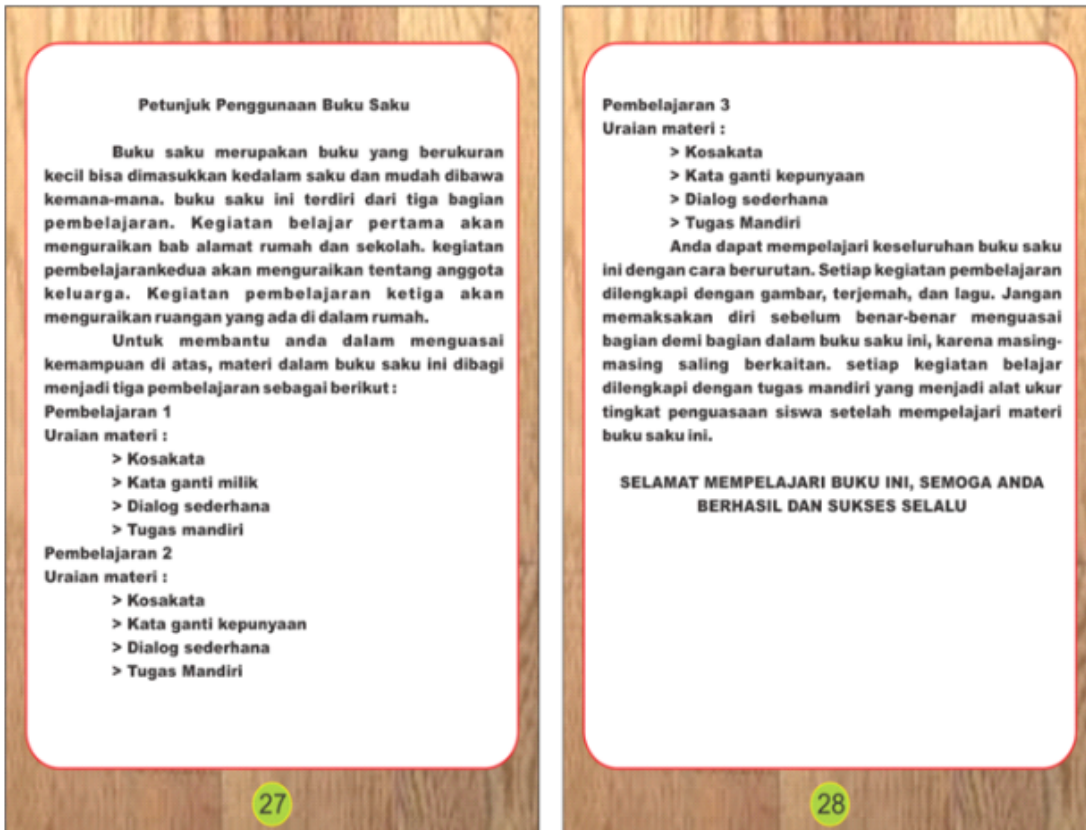 Petunjuk Penggunaan Buku Saku
Buku saku merupakan buku yang berukuran
kecil bisa dimasukkan kedalam saku dan mudah dibawa
kemana-mana. buku saku ini terdiri dari tiga bagian
pembelajaran. Kegiatan belajar pertama akan
menguraikan bab alamat rumah dan sekolah. kegiatan
pembelajarankedua akan menguraikan tentang anggota
keluarga. Kegiatan pembelajaran ketiga akan
menguraikan ruangan yang ada di dalam rumah.
Untuk membantu anda dalam menguasai
kemampuan di atas, materi dalam buku saku ini dibagi
menjadi tiga pembelajaran sebagai berikut :
Pembelajaran 1
Uraian materi :
> Kosakata
> Kata ganti milik
> Dialog sederhana
> Tugas mandiri
Pembelajaran 2
Uraian materi :
> Kosakata
> Kata ganti kepunyaan
> Dialog sederhana
> Tugas Mandiri
27
Pembelajaran 3
Uraian materi :
> Kosakata
> Kata ganti kepunyaan
> Dialog sederhana
> Tugas Mandiri
Anda dapat mempelajari keseluruhan buku saku
ini dengan cara berurutan. Setiap kegiatan pembelajaran
dilengkapi dengan gambar, terjemah, dan lagu. Jangan
memaksakan diri sebelum benar-benar menguasai
bagian demi bagian dalam buku saku ini, karena masing-
masing saling berkaitan. setiap kegiatan belajar
dilengkapi dengan tugas mandiri yang menjadi alat ukur
tingkat penguasaan siswa setelah mempelajari materi
buku saku ini.
SELAMAT MEMPELAJARI BUKU INI, SEMOGA ANDA
BERHASIL DAN SUKSES SELALU
28